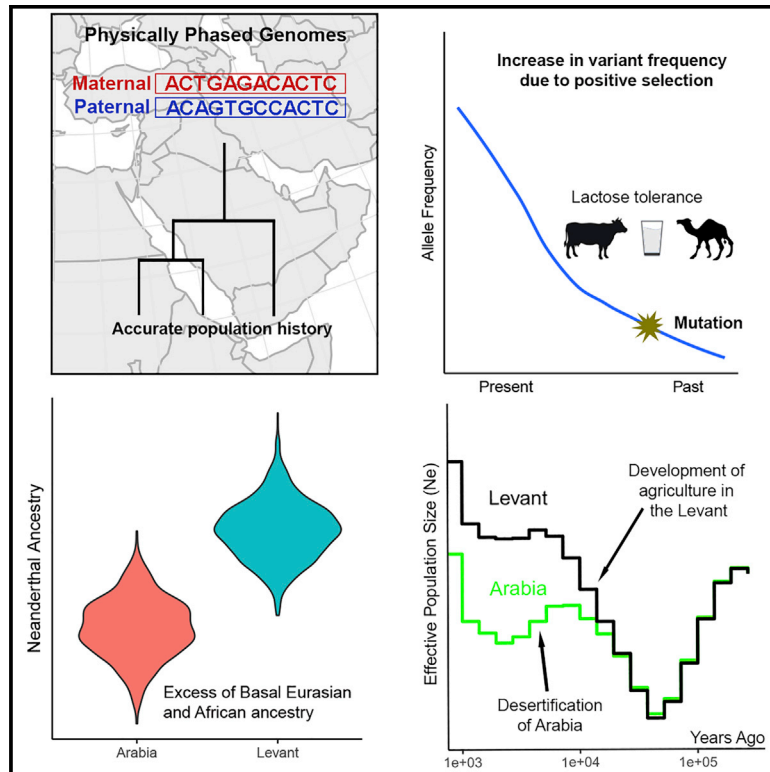 Physically Phased Genomes
Maternal ACTGAGACACTC
Paternal ACAGTGCCACTC
Accurate population history
Increase in variant frequency
due to positive selection
Allele Frequency
Lactose tolerance
Mutation
Present Past
Neanderthal Ancestry
Excess of Basal Eurasian
and African ancestry
Arabia Levant
Effective Population Size (Ne)
Levant
Development of
agriculture in
the Levant
Arabia
Desertification
of Arabia
Years Ago
1e+03 1e+04 1e+05